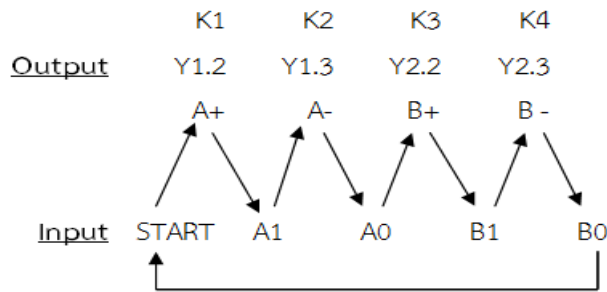 K1 K2 K3 K4
Output Y1.2 Y1.3 Y2.2 Y2.3
A+ A- B+ B -
Input START A1 A0 B1 B0